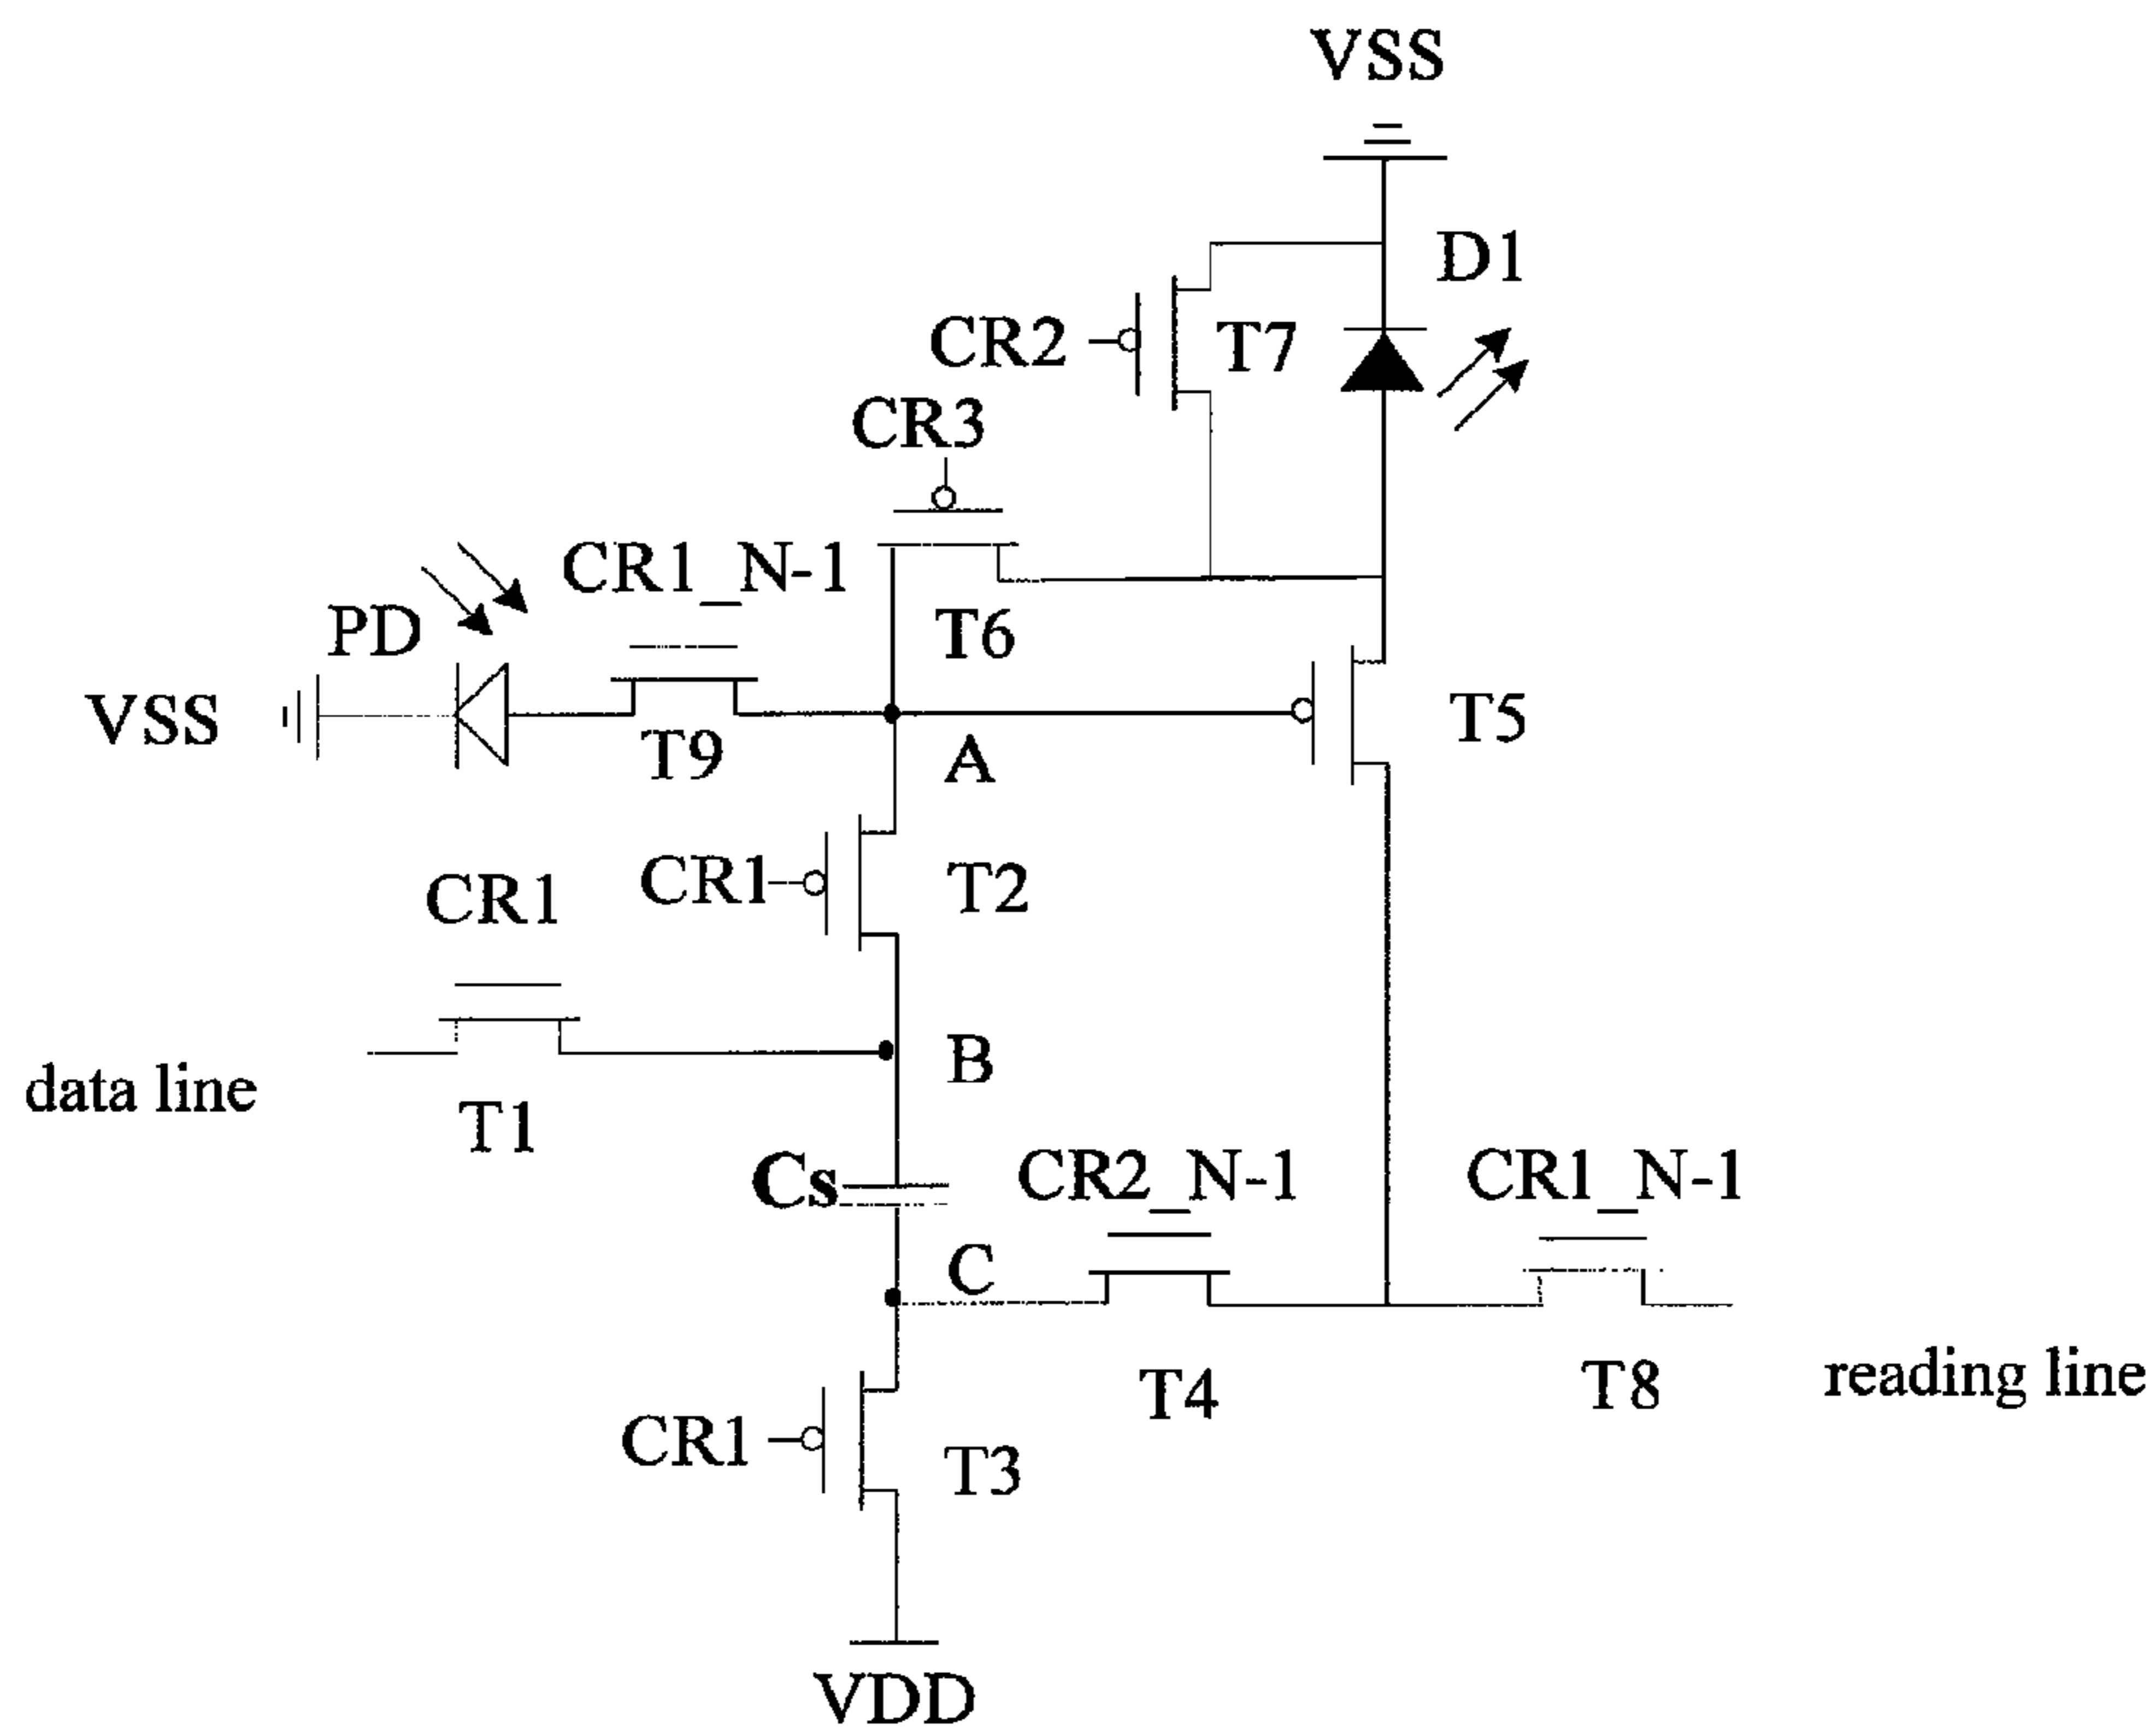 VSS
D1
CR2
T7
CR3
CR1_N-1
PD
T6
VSS
T5
T9
A
CR1
T2
CR1
B
data line
T1
Cs
CR2_N-1
CR1_N-1
C
T4
T8
reading line
CR1
T3
VDD